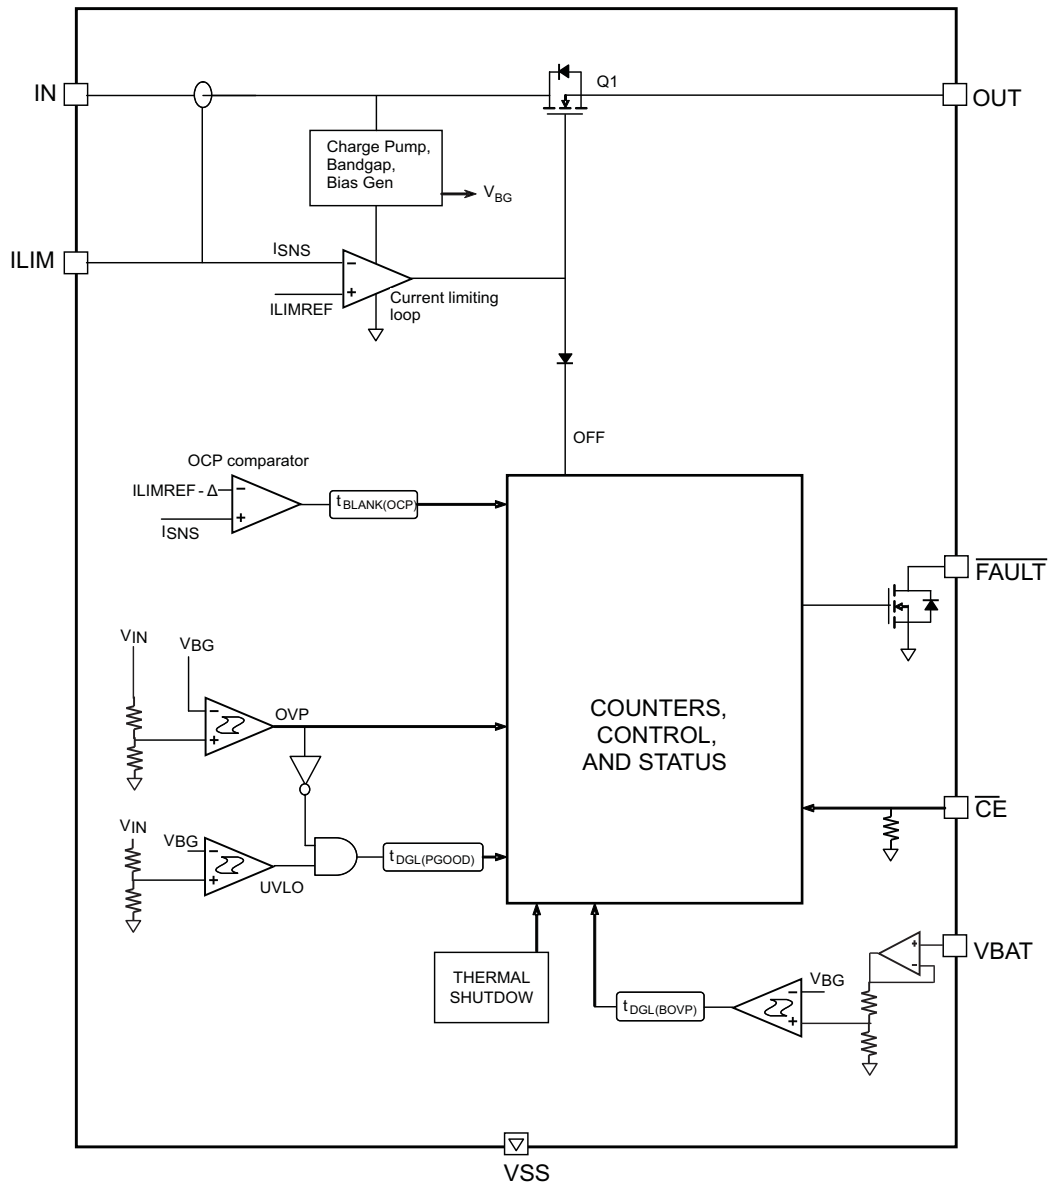 IN
Q1
OUT
Charge Pump,
Bandgap,
Bias Gen
VBG
ILIM
ISNS
ILIMREF
Current limiting
loop
OFF
OCP comparator
ILIMREF - Δ
ISNS
tBLANK(OCP)
FAULT
VIN
VBG
OVP
COUNTERS,
CONTROL,
AND STATUS
CE
VIN
VBG
UVLO
tDGL(PGOOD)
VBAT
THERMAL
SHUTDOW
tDGL(BOVP)
VBG
VSS